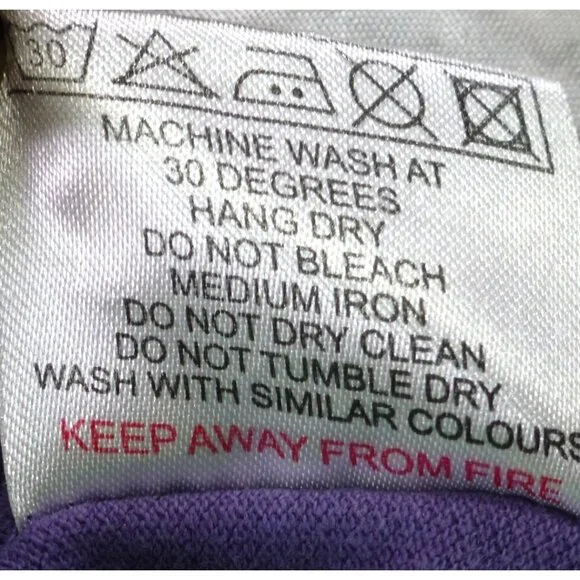 30
MACHINE WASH AT
30 DEGREES
HANG DRY
DO NOT BLEACH
MEDIUM IRON
DO NOT DRY CLEAN
DO NOT TUMBLE DRY
WASH WITH SIMILAR COLOURS
KEEP AWAY FROM FIRE